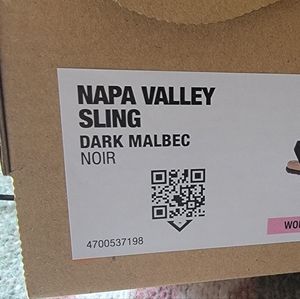 NAPA VALLEY
SLING
DARK MALBEC
NOIR
4700537198